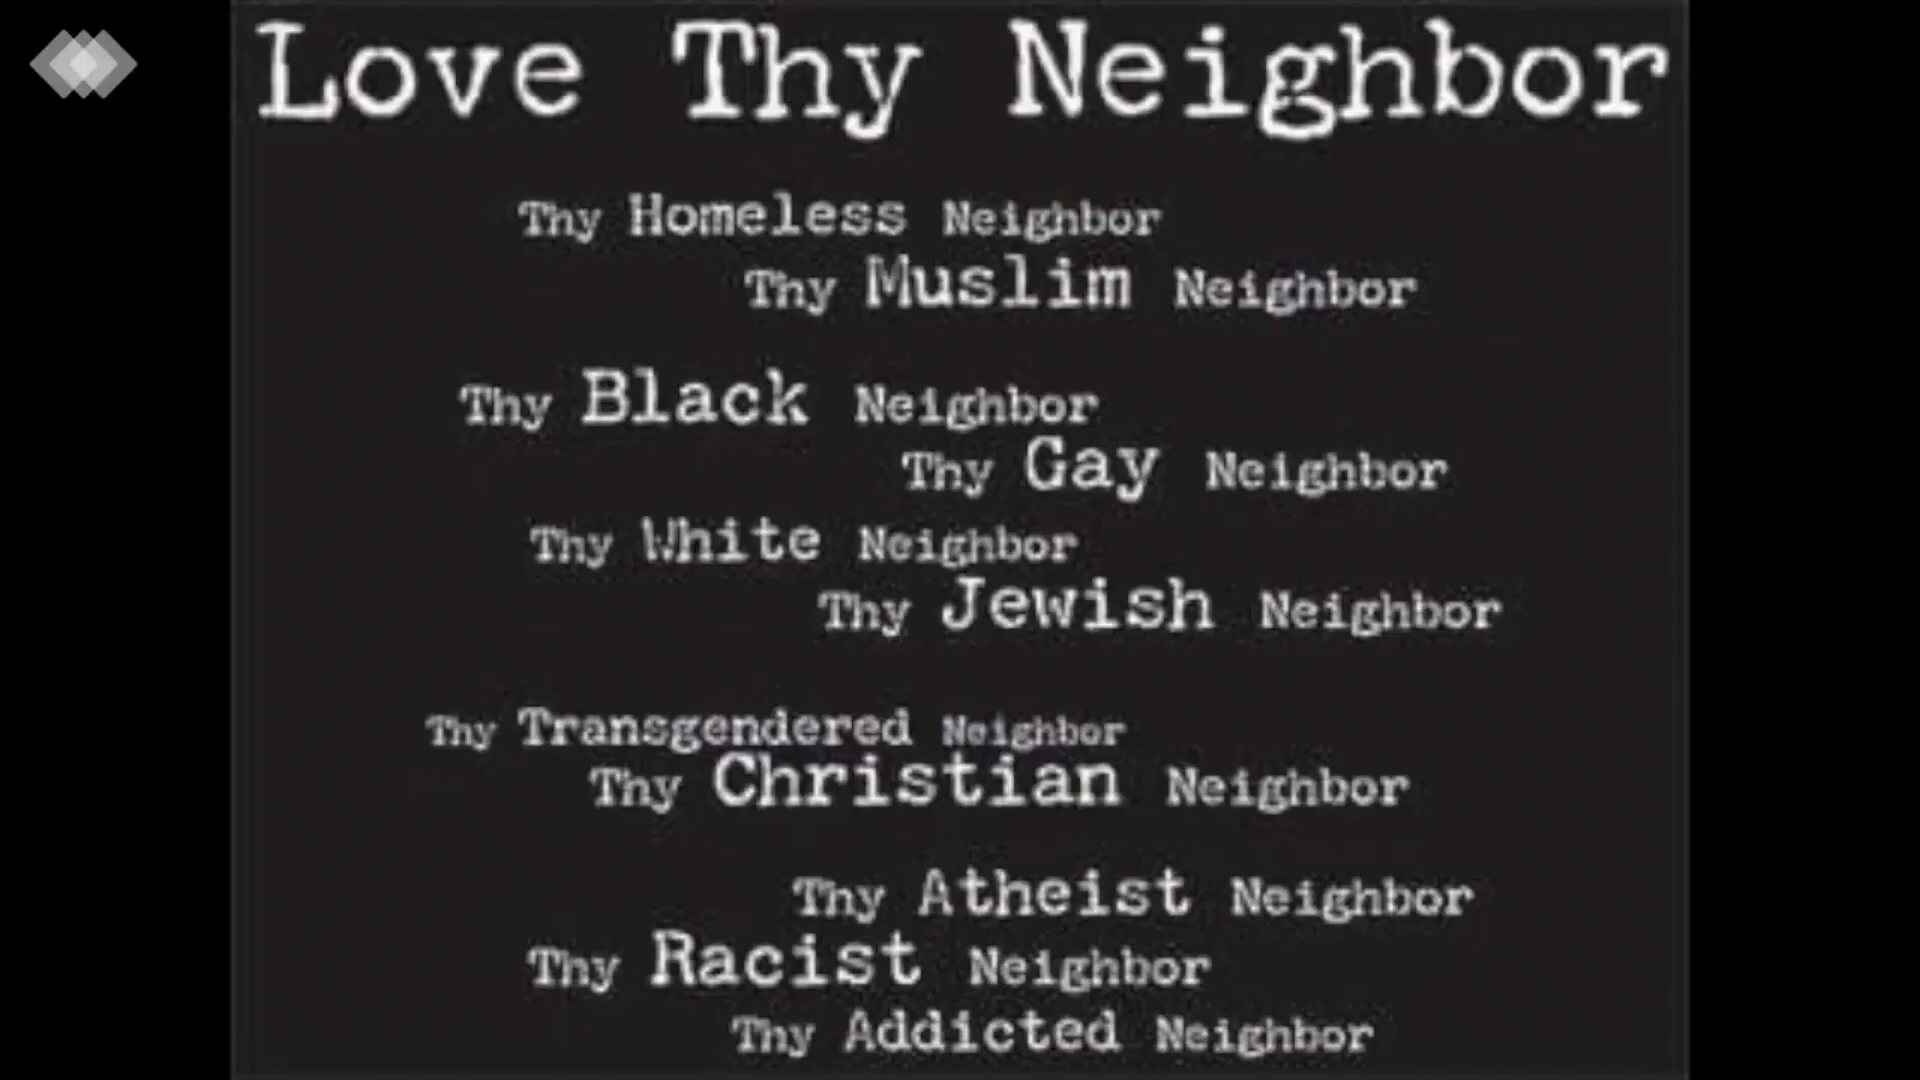 Love Thy Neighbor
Thy Homeless Neighbor
Thy Muslim Neighbor
Thy Black Neighbor
Thy Gay Neighbor
Thy White Neighbor
Thy Jewish Neighbor
Thy Transgendered Neighbor
Thy Christian Neighbor
Thy Atheist Neighbor
Thy Racist Neighbor
Thy Addicted Neighbor